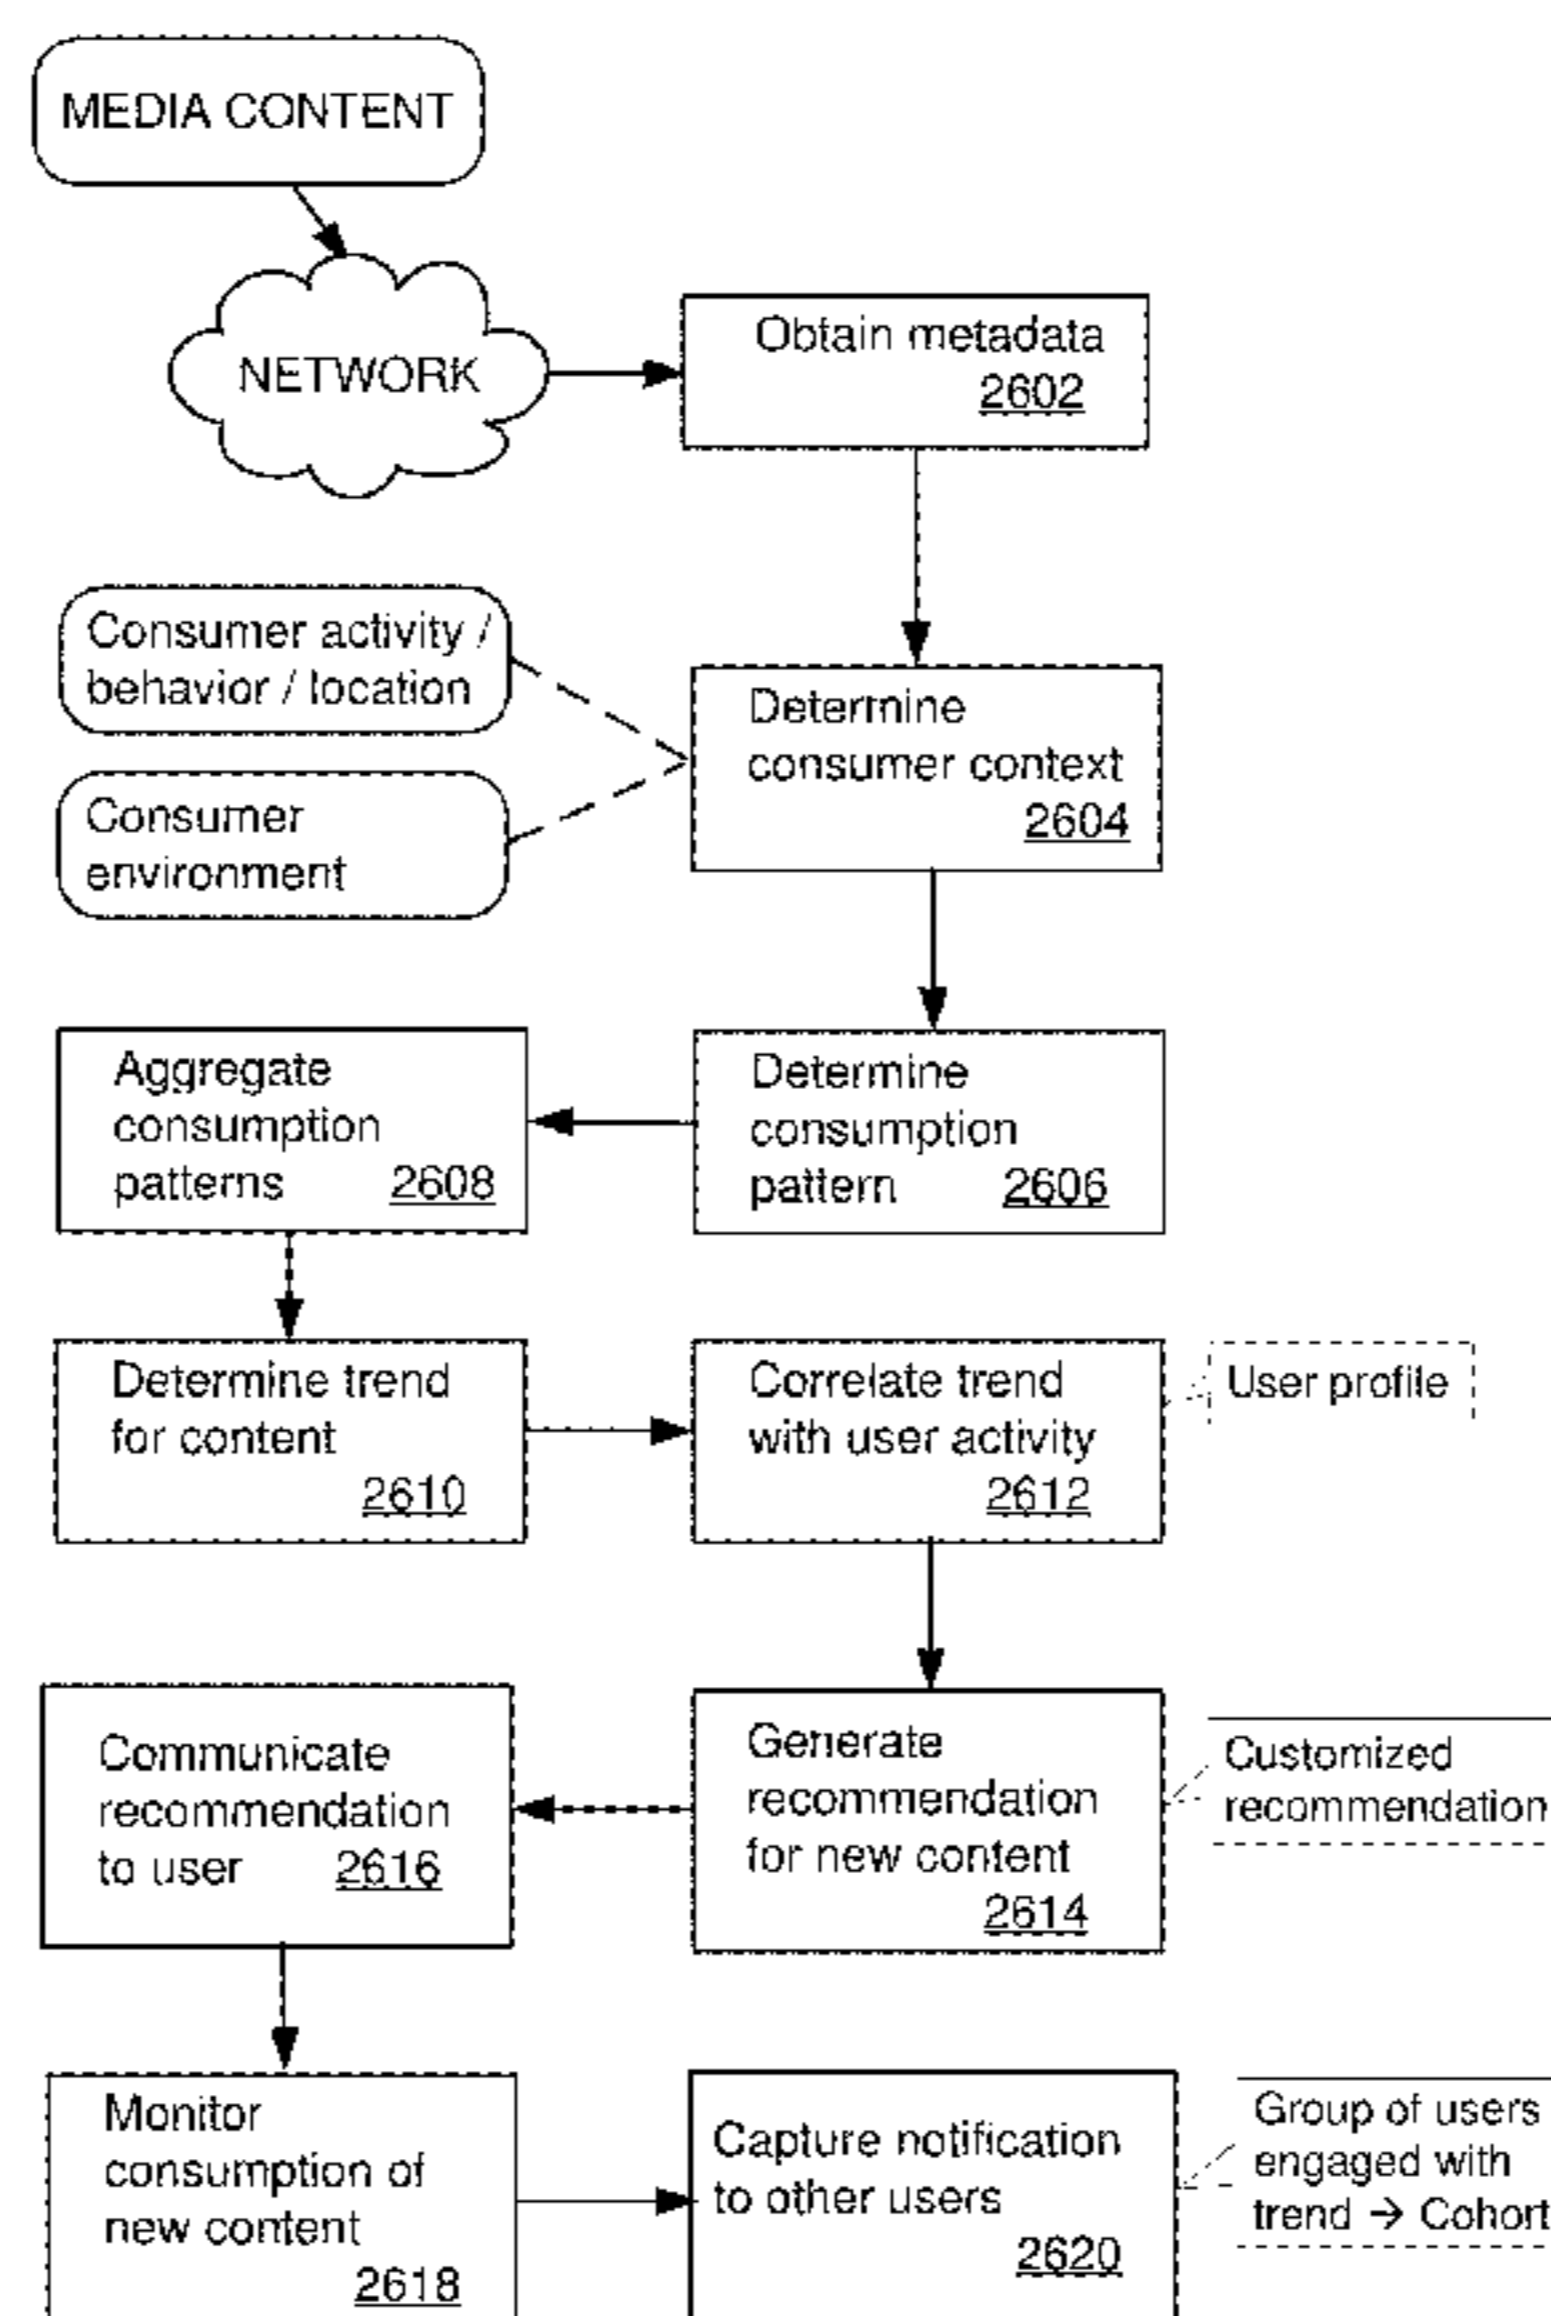 MEDIA CONTENT
NETWORK
Obtain metadata
2602
Consumer activity /
behavior / location
Consumer
environment
Determine
consumer context
2604
Determine
consumption
pattern 2606
Aggregate
consumption
patterns 2608
Determine trend
for content
2610
Correlate trend
with user activity
2612
User profile
Generate
recommendation
for new content
2614
Customized
recommendation
Communicate
recommendation
to user 2616
Monitor
consumption of
new content
2618
Capture notification
to other users
2620
Group of users
engaged with
trend → Cohort